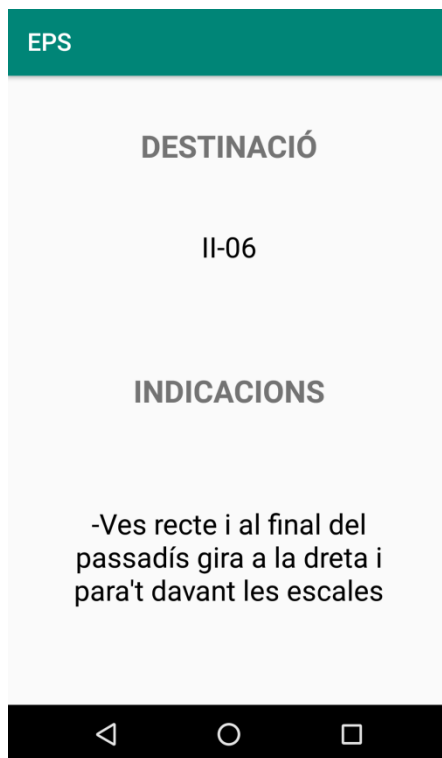 EPS
DESTINACIÓ
II-06
INDICACIONS
-Ves recte i al final del
passadís gira a la dreta i
para't davant les escales